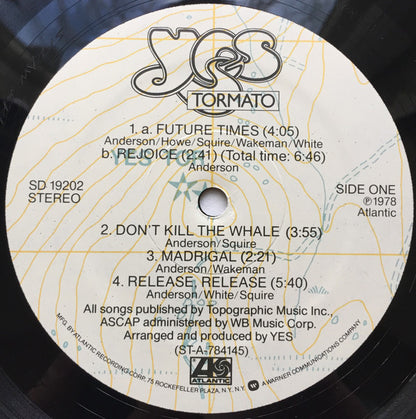 YES
TORMATO
1. a. FUTURE TIMES (4:05)
Anderson/Howe/Squire/Wakeman/White
b. REJOICE (2:41) (Total time: 6:46)
Anderson
YES TOR
SD 19202
STEREO
SIDE ONE
Ⓟ1978
Atlantic
2. DON'T KILL THE WHALE (3:55)
Anderson/Squire
3. MADRIGAL (2:21)
Anderson/Wakeman
4. RELEASE, RELEASE (5:40)
Anderson/White/Squire
All songs published by Topographic Music Inc.,
ASCAP administered by WB Music Corp.
Arranged and produced by YES
(ST-A-784145)
ATLANTIC
MFG. BY ATLANTIC RECORDING CORP., 75 ROCKEFELLER PLAZA, N.Y., N.Y. A WARNER COMMUNICATIONS COMPANY